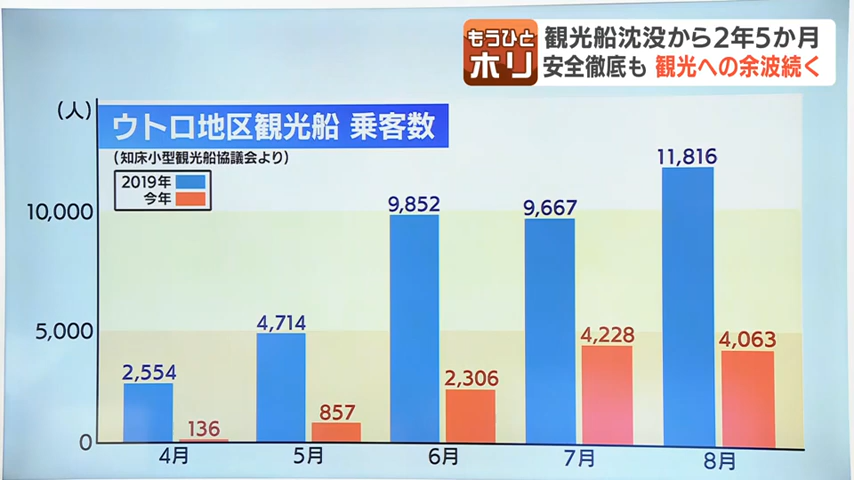 もうひと
ホリ
観光船沈没から2年5か月
安全徹底も 観光への余波続く
(人)
ウトロ地区観光船 乗客数
(知床小型観光船協議会より)
2019年
今年
10,000
5,000
0
2,554
136
4,714
857
9,852
2,306
9,667
4,228
11,816
4,063
4月
5月
6月
7月
8月